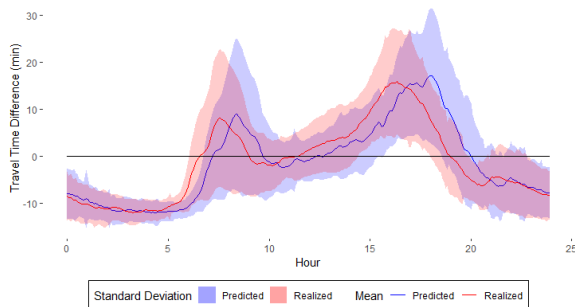 30
20
10
0
-10
Travel Time Difference (min)
0 5 10 15 20 25
Hour
Standard Deviation Predicted Realized Mean Predicted Realized